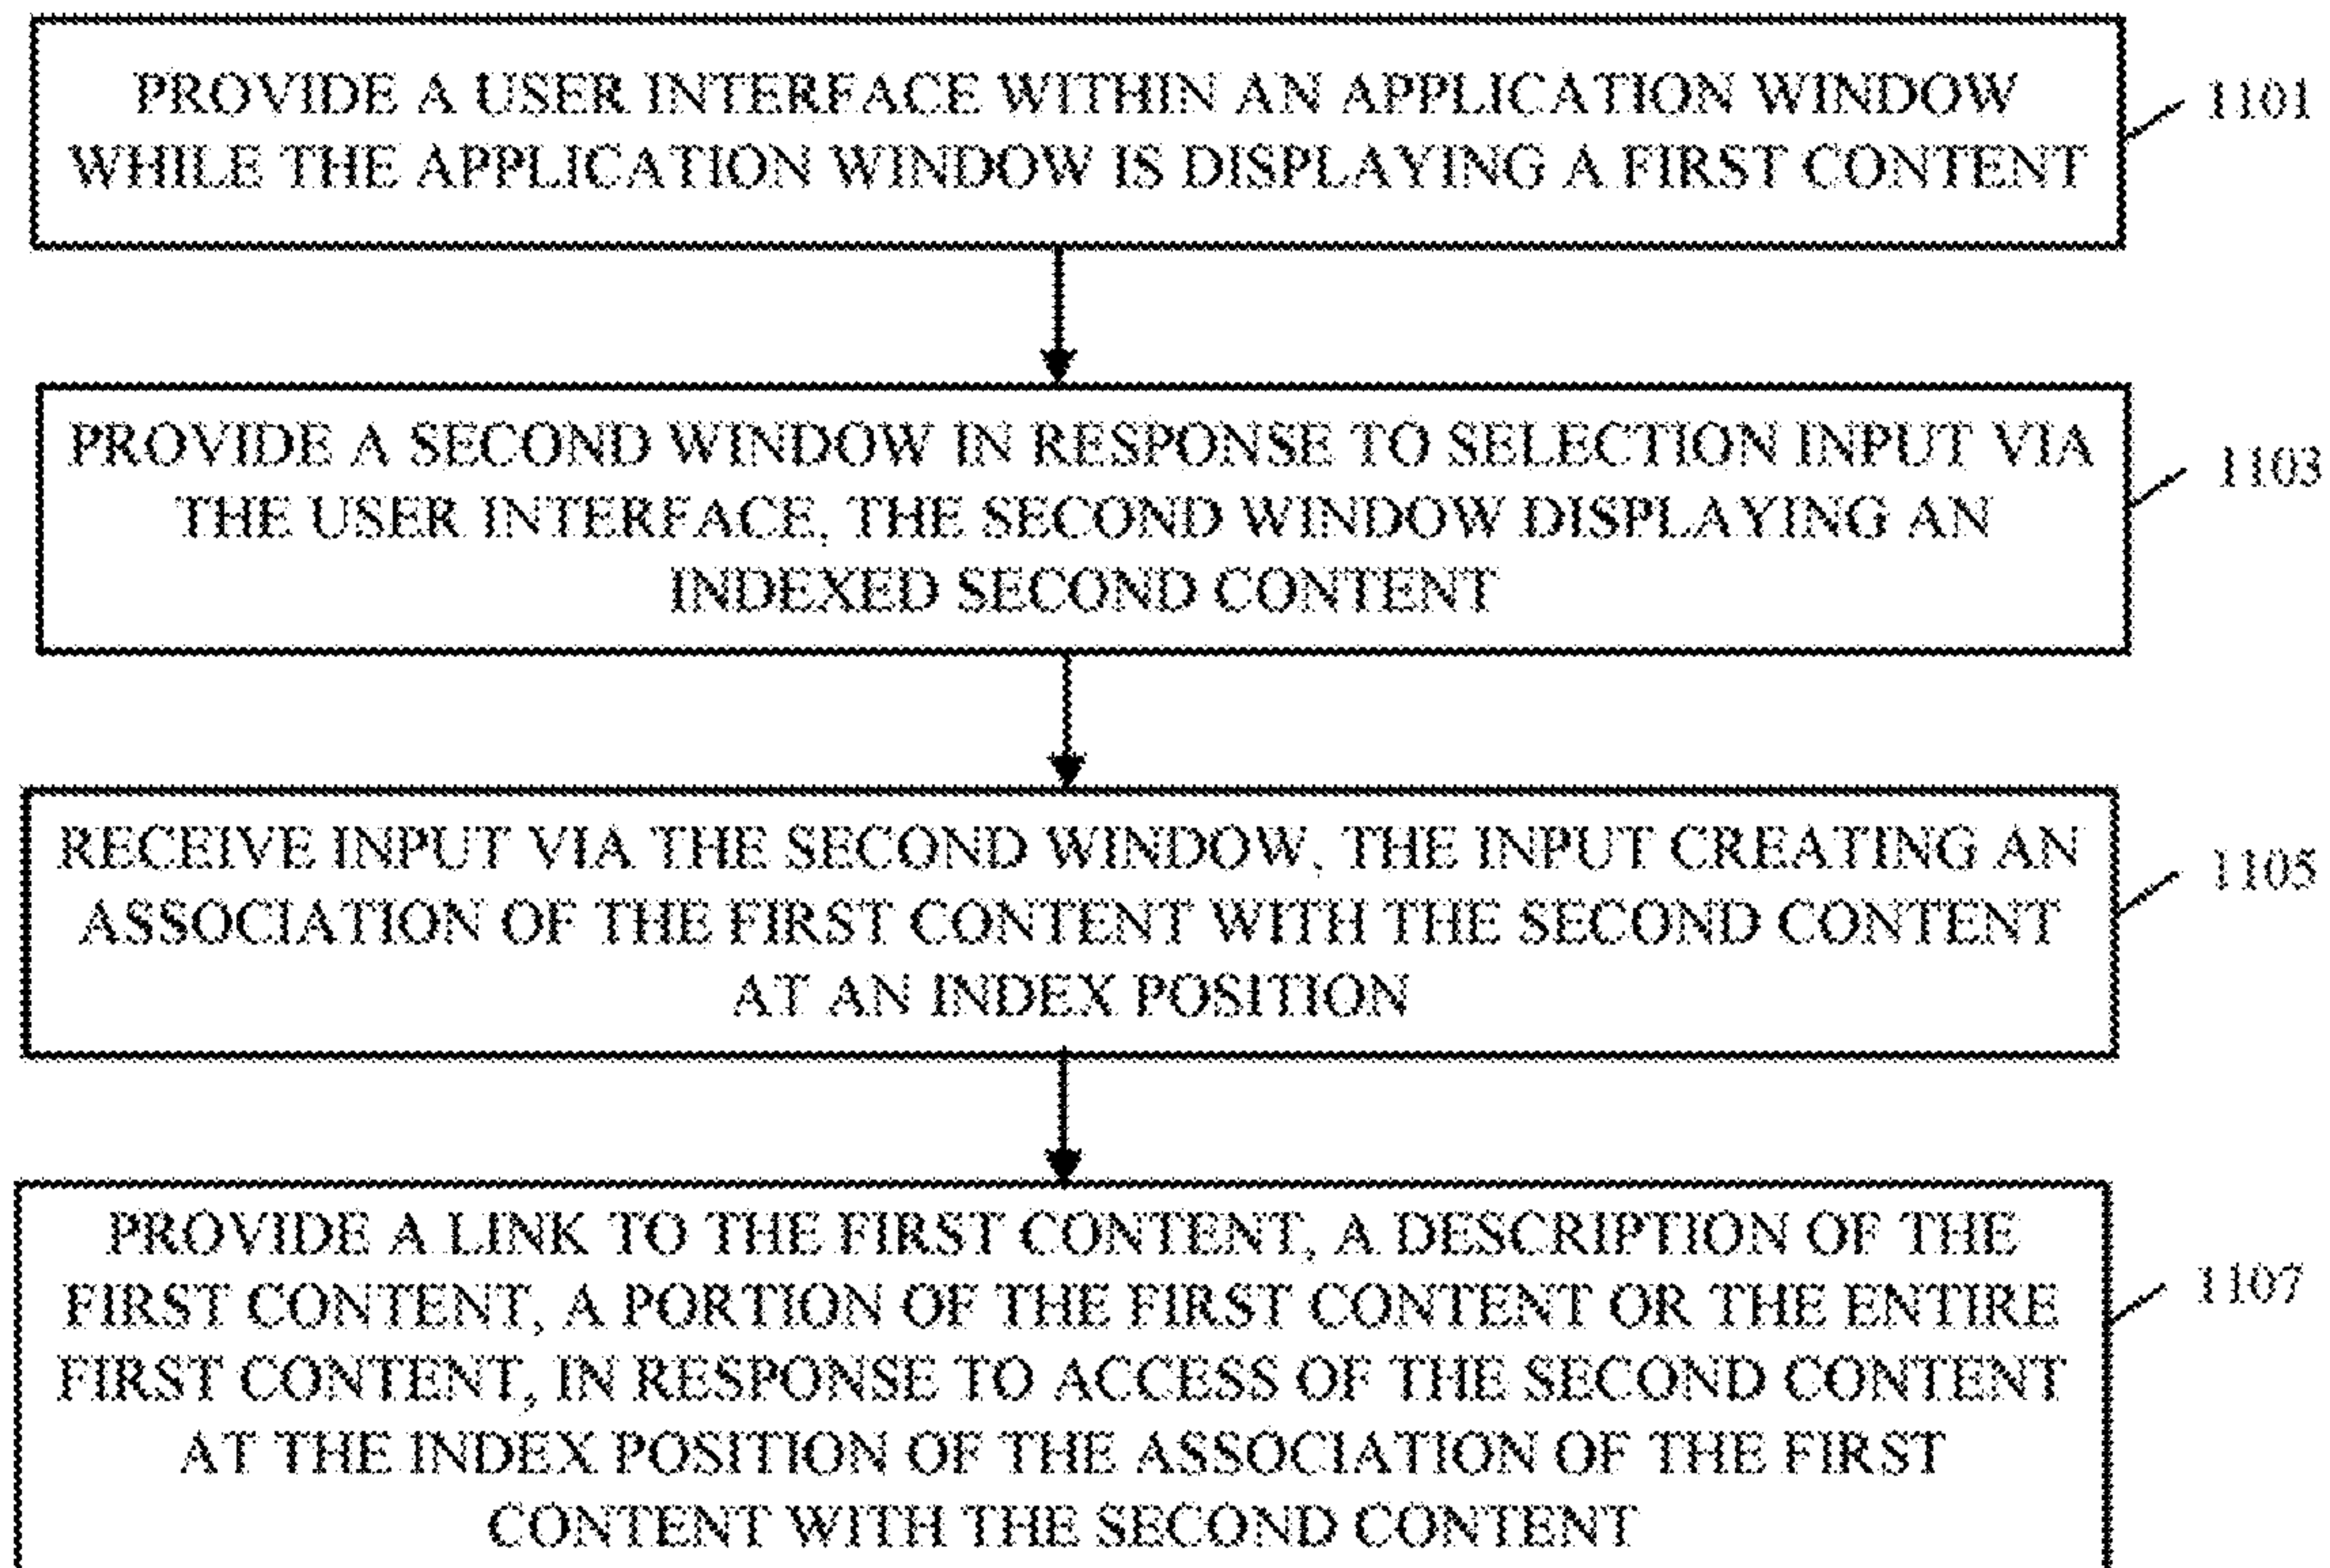 PROVIDE A USER INTERFACE WITHIN AN APPLICATION WINDOW
WHILE THE APPLICATION WINDOW IS DISPLAYING A FIRST CONTENT
1101
PROVIDE A SECOND WINDOW IN RESPONSE TO SELECTION INPUT VIA
THE USER INTERFACE, THE SECOND WINDOW DISPLAYING AN
INDEXED SECOND CONTENT
1103
RECEIVE INPUT VIA THE SECOND WINDOW, THE INPUT CREATING AN
ASSOCIATION OF THE FIRST CONTENT WITH THE SECOND CONTENT
AT AN INDEX POSITION
1105
PROVIDE A LINK TO THE FIRST CONTENT, A DESCRIPTION OF THE
FIRST CONTENT, A PORTION OF THE FIRST CONTENT OR THE ENTIRE
FIRST CONTENT, IN RESPONSE TO ACCESS OF THE SECOND CONTENT
AT THE INDEX POSITION OF THE ASSOCIATION OF THE FIRST
CONTENT WITH THE SECOND CONTENT
1107